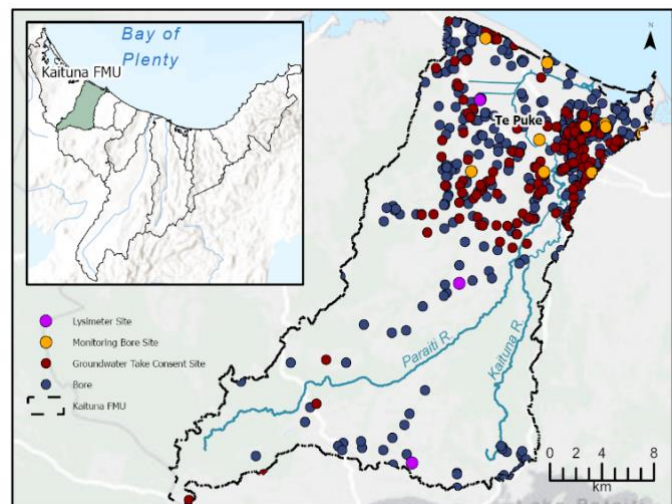 Bay of
Plenty
Kaituna FMU
N
Te Puke
Lysimeter Site
Monitoring Bore Site
Groundwater Take Consent Site
Bore
Kaituna FMU
Paraiti R.
Kaituna R.
0 4 8
km